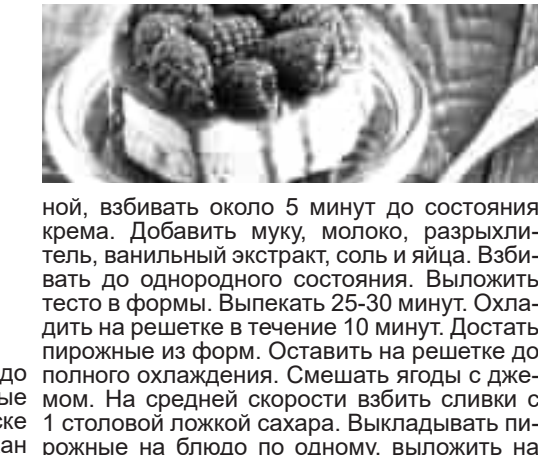 ной, взбивать около 5 минут до состояния
крема. Добавить муку, молоко, разрыхли-
тель, ванильный экстракт, соль и яйца. Взби-
вать до однородного состояния. Выложить
тесто в формы. Выпекать 25-30 минут. Охла-
дить на решетке в течение 10 минут. Достать
пирожные из форм. Оставить на решетке до
до полного охлаждения. Смешать ягоды с дже-
ые мом. На средней скорости взбить сливки с
ске 1 столовой ложкой сахара. Выкладывать пи-
ан рожные на блюдо по одному, выложить на